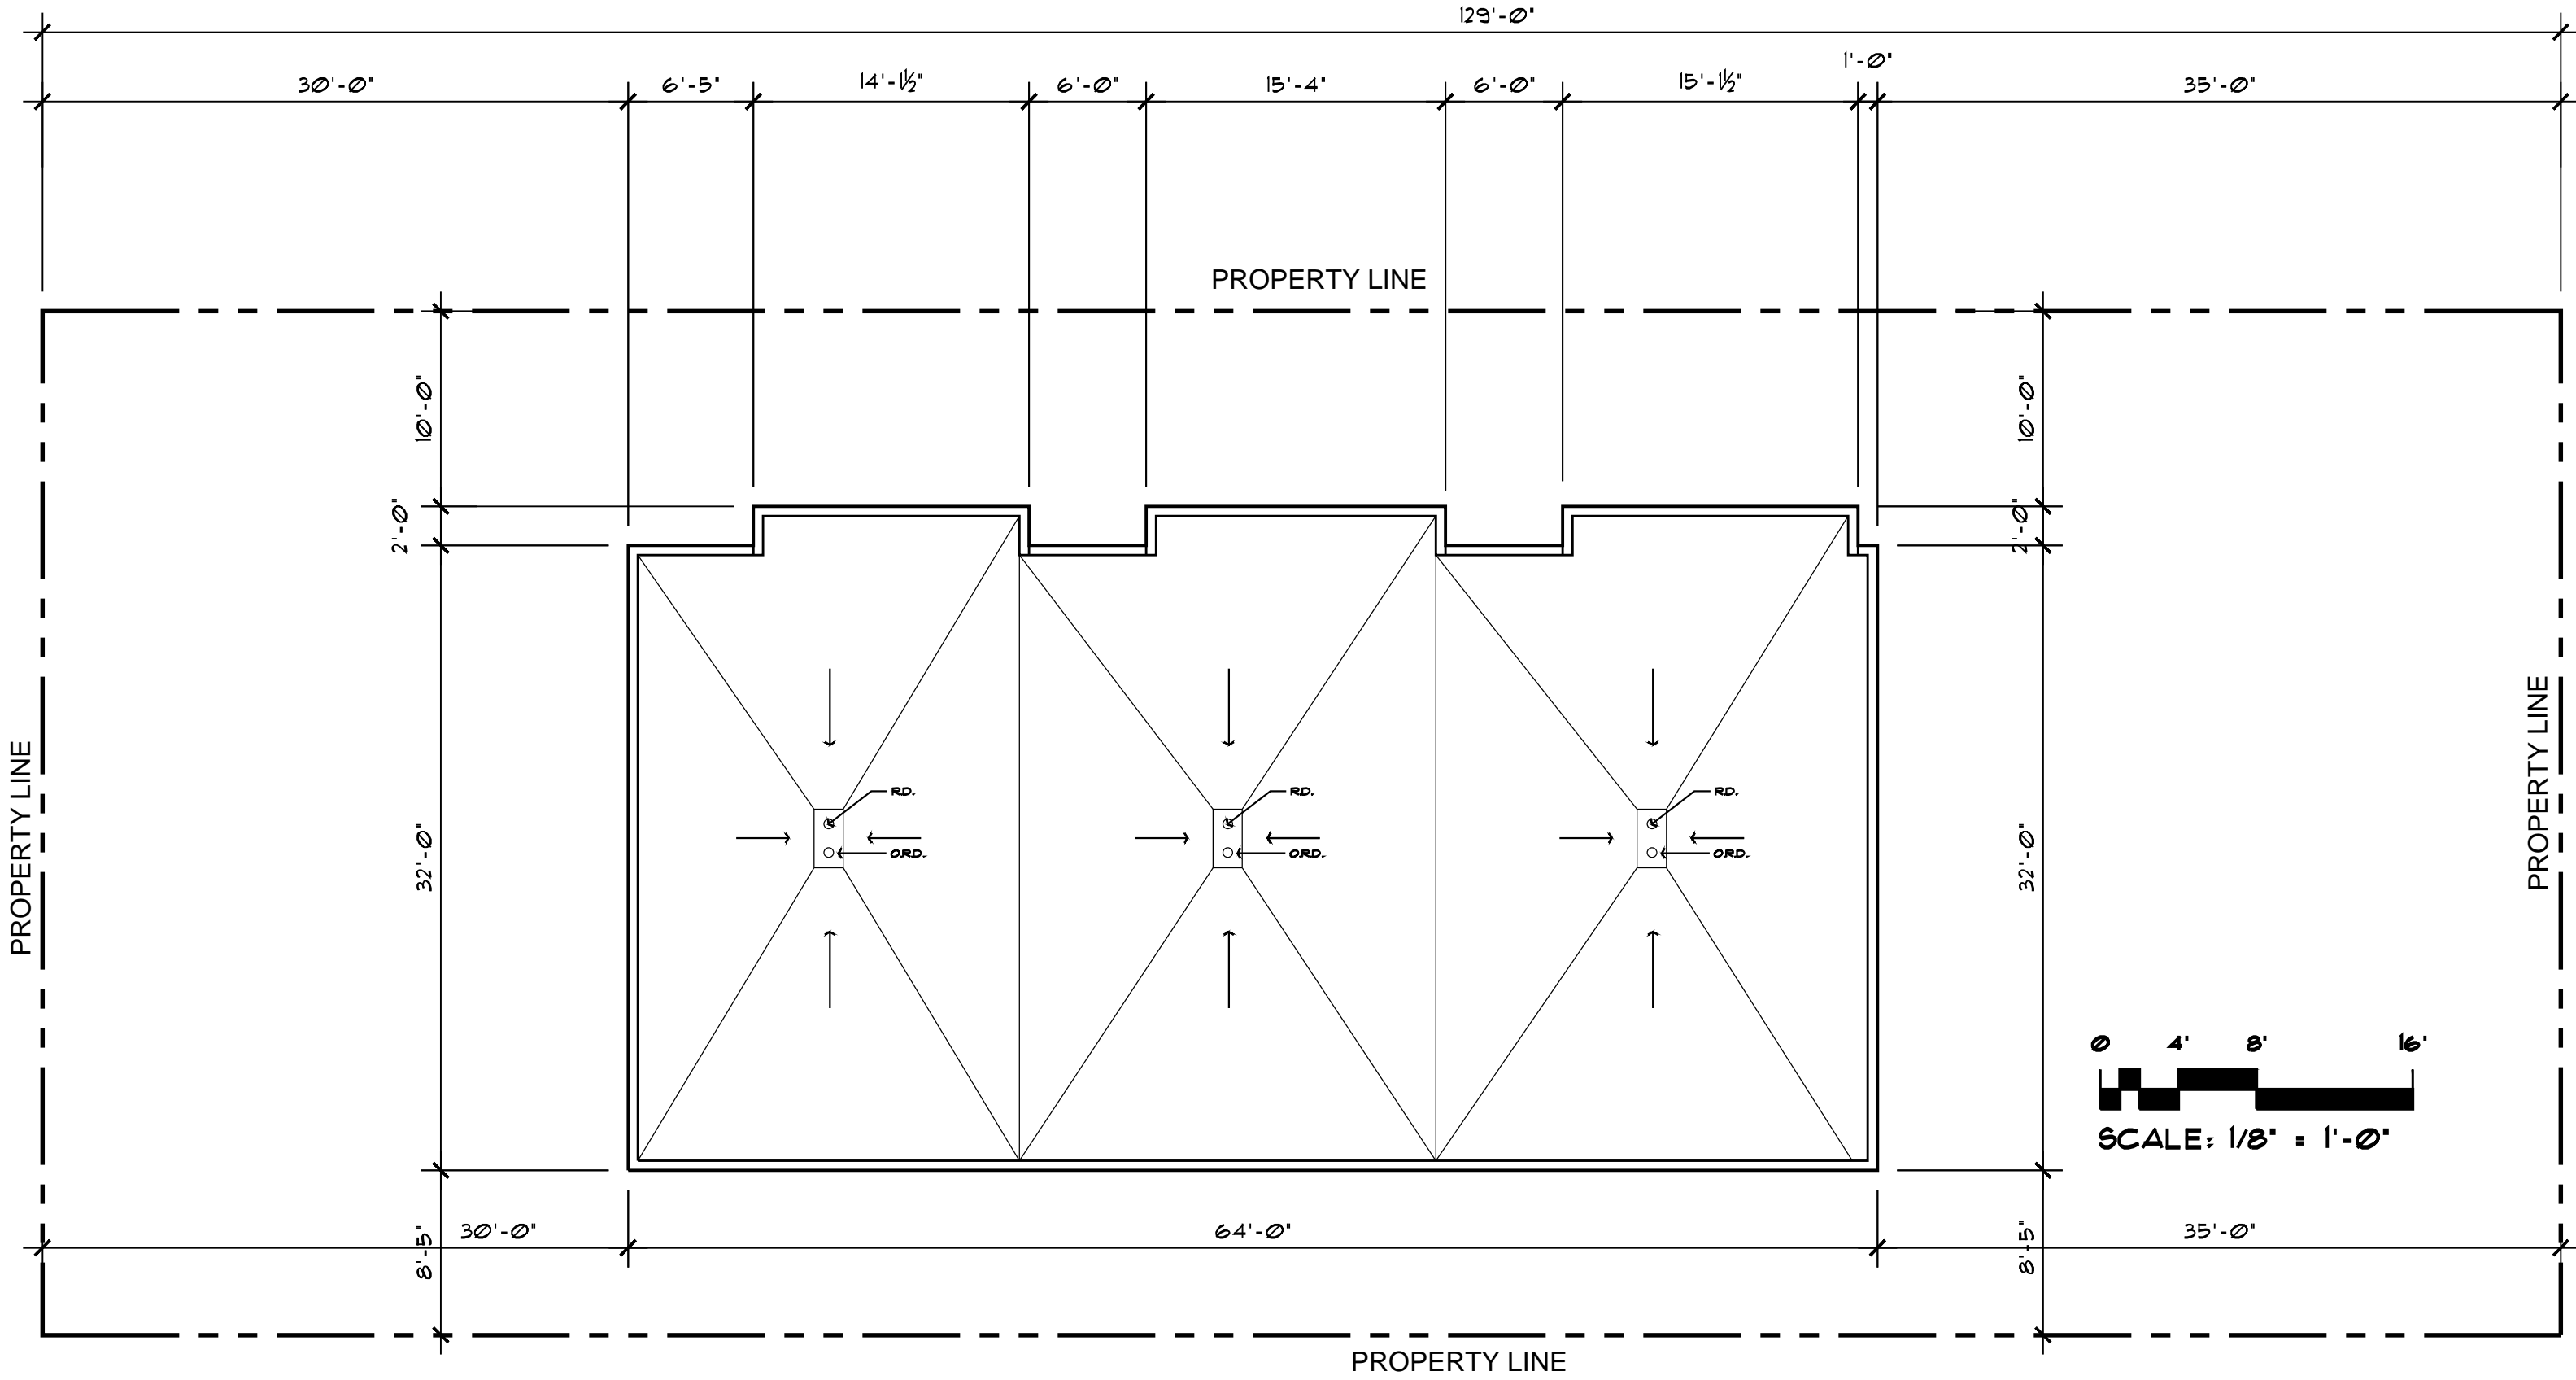 129'-0"
1'-0"
30'-0"
6'-5"
14'-1½"
6'-0"
15'-4"
6'-0"
15'-1½"
35'-0"
PROPERTY LINE
10'-0"
10'-0"
2'-0"
2'-0"
PROPERTY LINE
32'-0"
RD.
ORD.
RD.
ORD.
RD.
ORD.
32'-0"
PROPERTY LINE
0 4' 8' 16'
SCALE: 1/8" = 1'-0"
8'-5"
30'-0"
64'-0"
8'-5"
35'-0"
PROPERTY LINE